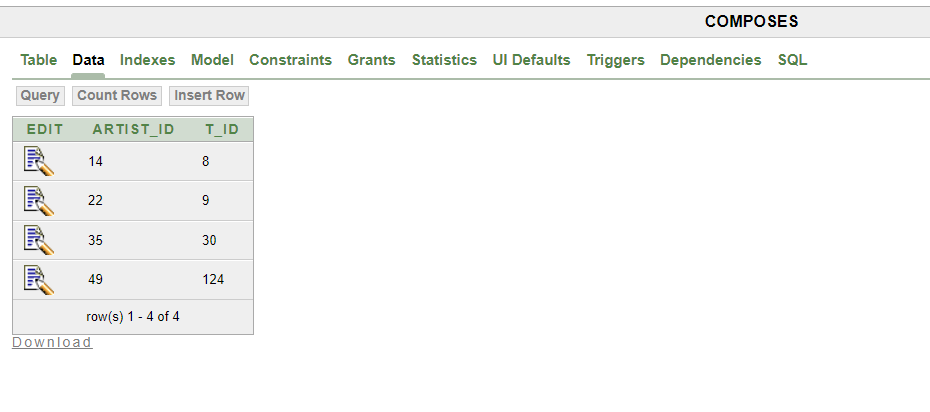 COMPOSES
Table Data Indexes Model Constraints Grants Statistics UI Defaults Triggers Dependencies SQL
Query Count Rows Insert Row
EDIT ARTIST_ID T_ID
14 8
22 9
35 30
49 124
row(s) 1 - 4 of 4
Download